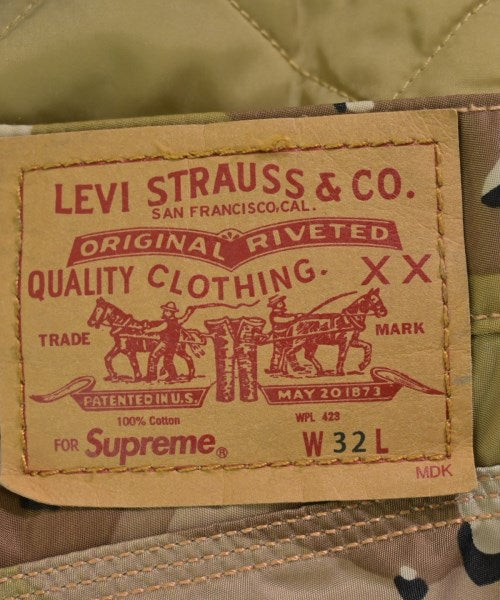 LEVI STRAUSS & CO.
SAN FRANCISCO, CAL.
ORIGINAL RIVETED
QUALITY CLOTHING. XX
TRADE MARK
PATENTED IN U.S. MAY 20 1873
100% Cotton WPL 423
FOR Supreme®
W 32 L
MDK